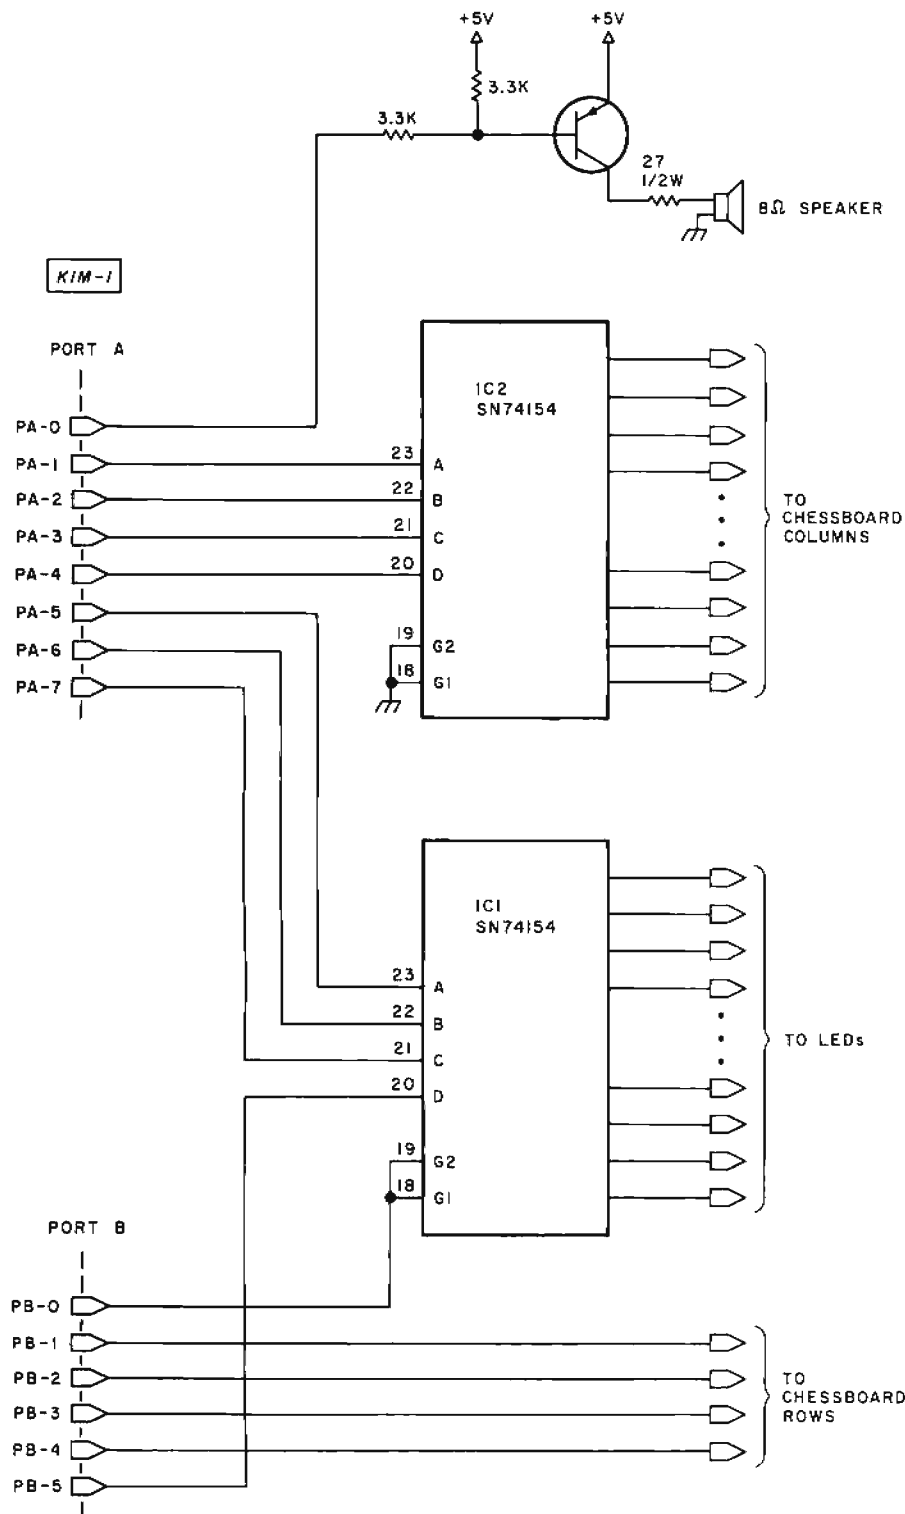 +5V
+5V
3.3K
3.3K
27
1/2W
8Ω SPEAKER
KIM-1
PORT A
PA-0
PA-1
PA-2
PA-3
PA-4
PA-5
PA-6
PA-7
IC2
SN74154
23
A
22
B
21
C
20
D
19
G2
18
G1
TO
CHESSBOARD
COLUMNS
IC1
SN74154
23
A
22
B
21
C
20
D
19
G2
18
G1
TO LEDs
PORT B
PB-0
PB-1
PB-2
PB-3
PB-4
PB-5
TO
CHESSBOARD
ROWS